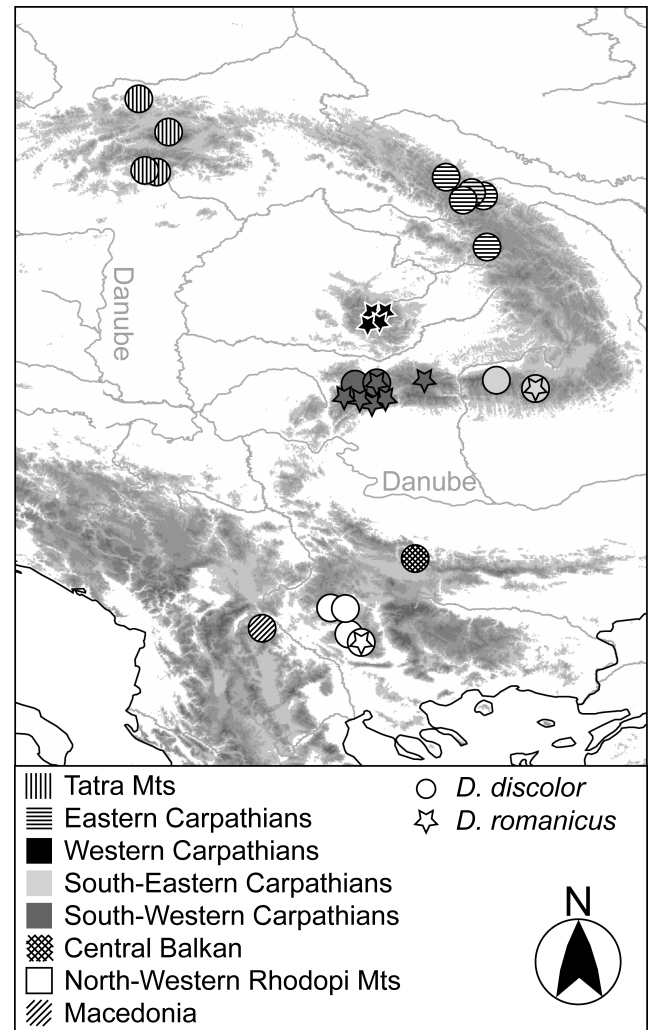 Danube
Danube
Tatra Mts
Eastern Carpathians
Western Carpathians
South-Eastern Carpathians
South-Western Carpathians
Central Balkan
North-Western Rhodopi Mts
Macedonia
D. discolor
D. romanicus
N